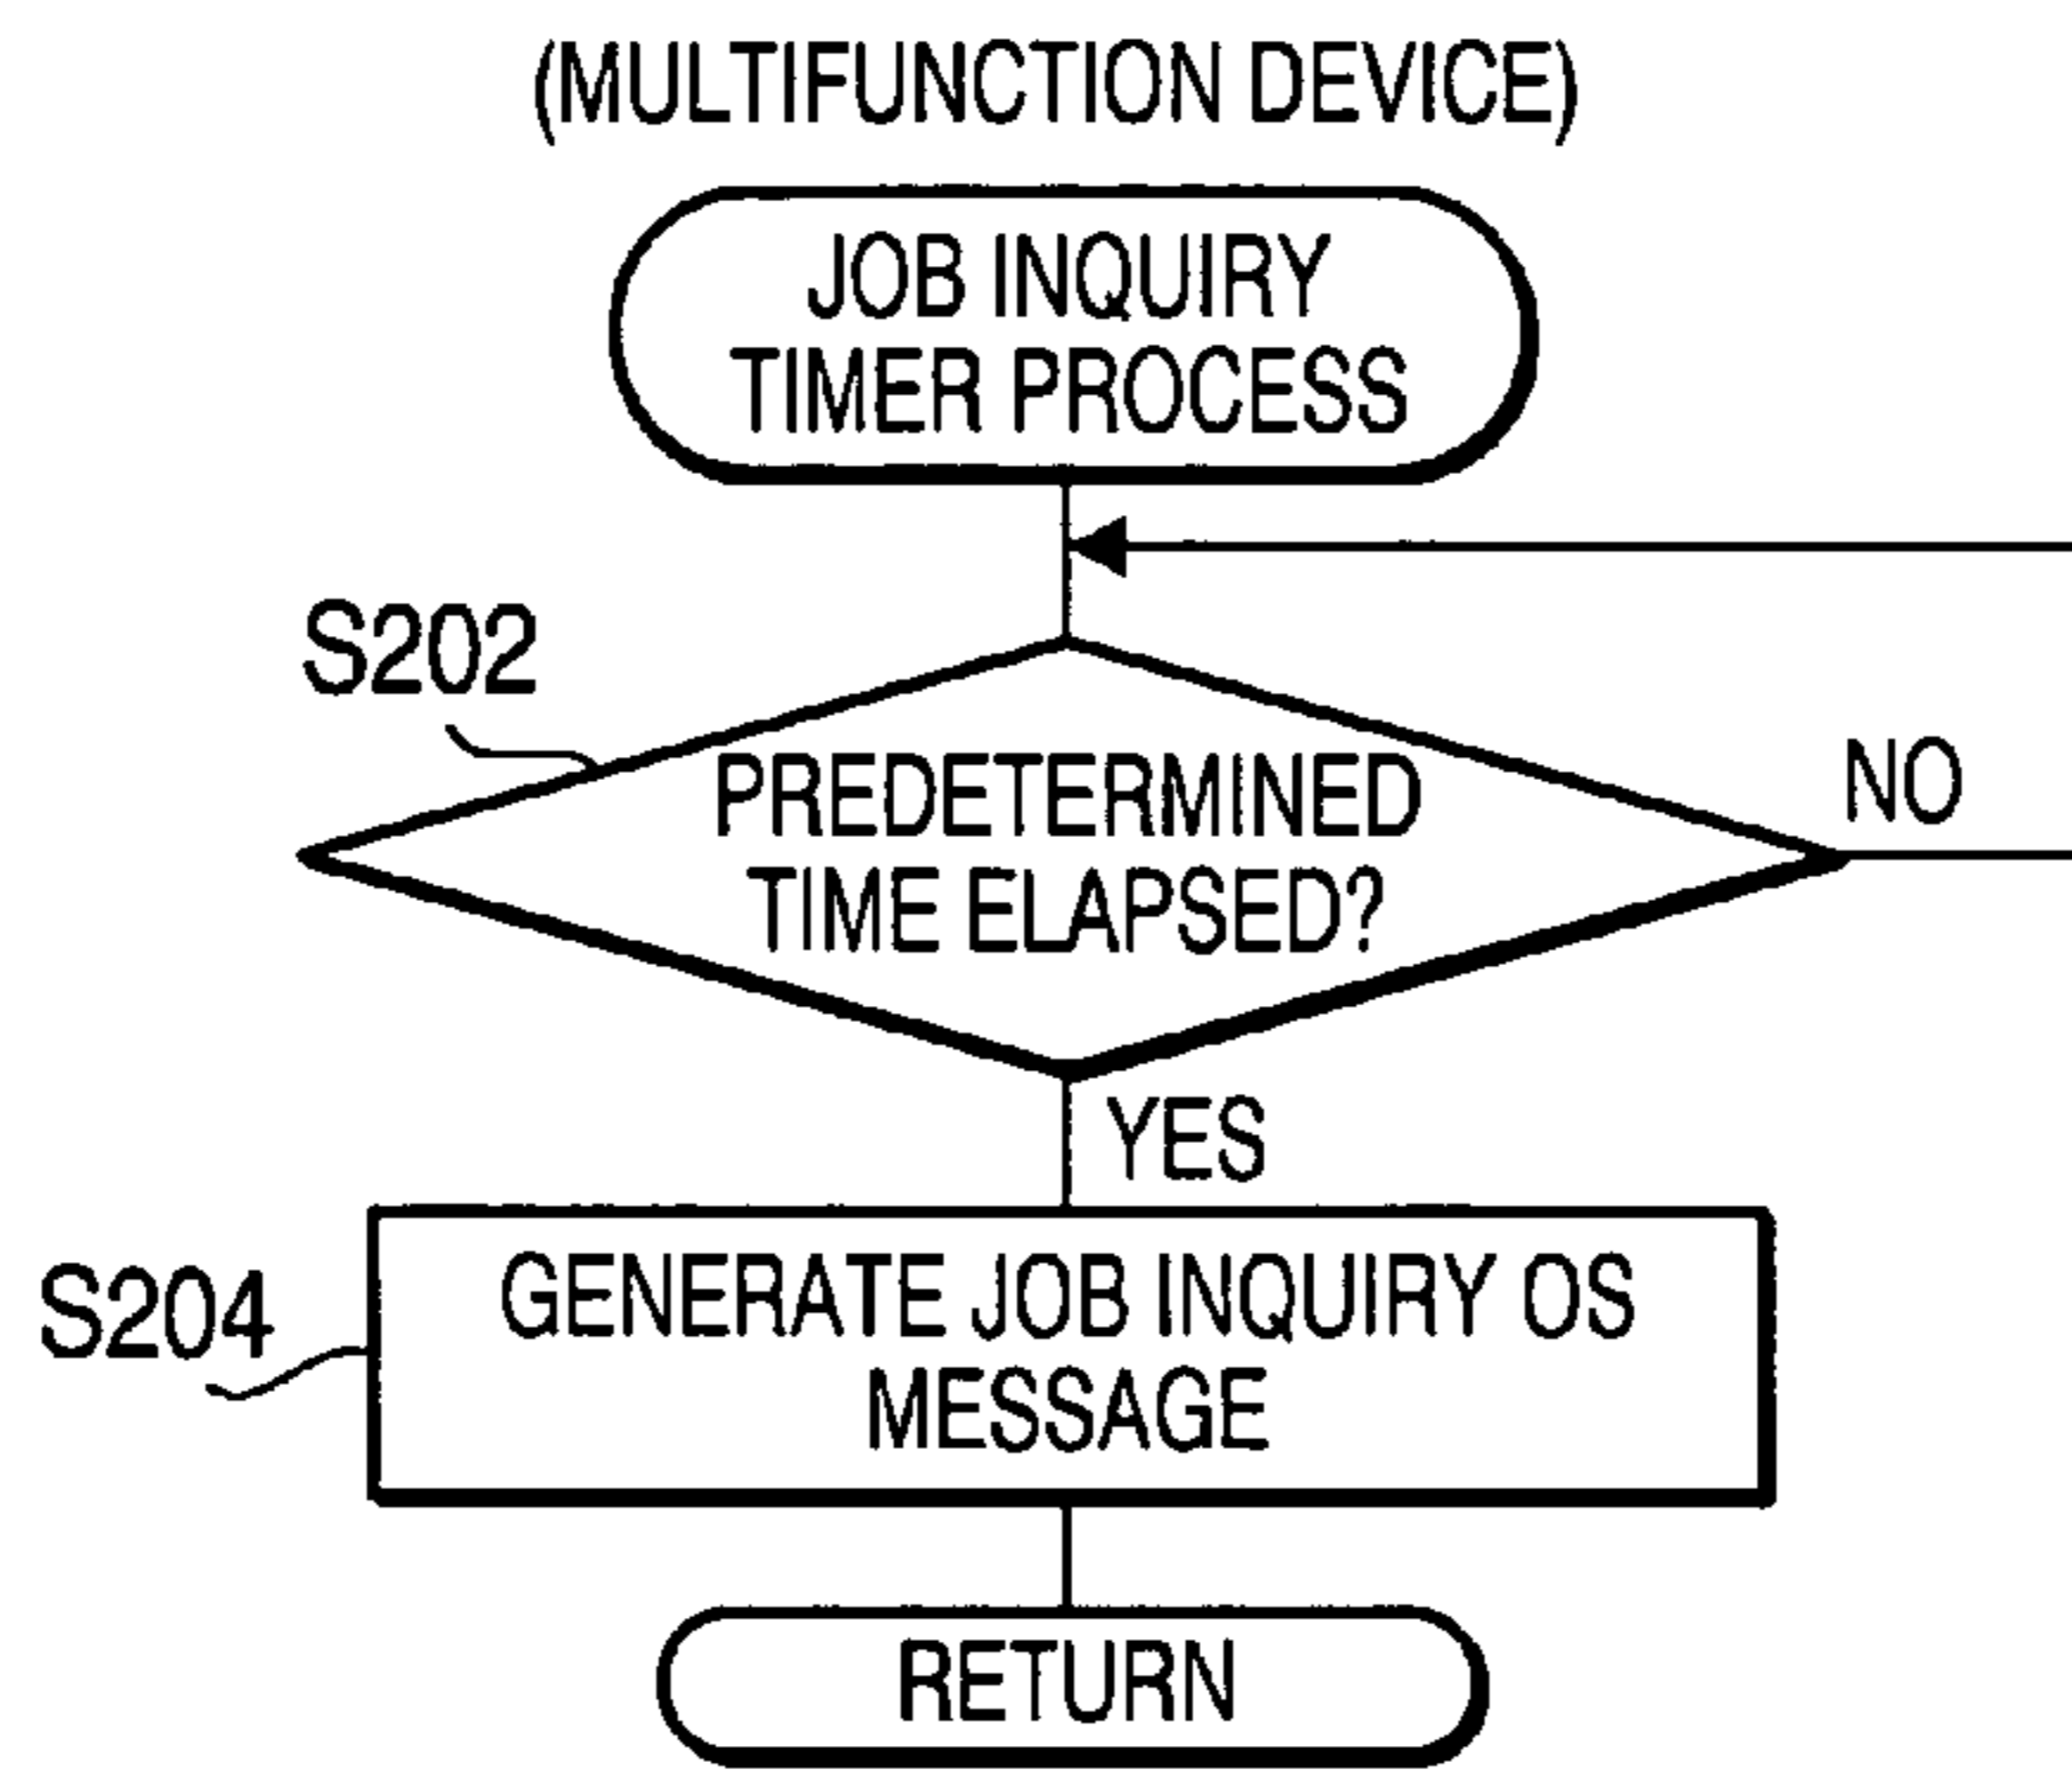 (MULTIFUNCTION DEVICE)
JOB INQUIRY
TIMER PROCESS
S202
PREDETERMINED
TIME ELAPSED?
NO
YES
S204
GENERATE JOB INQUIRY OS
MESSAGE
RETURN